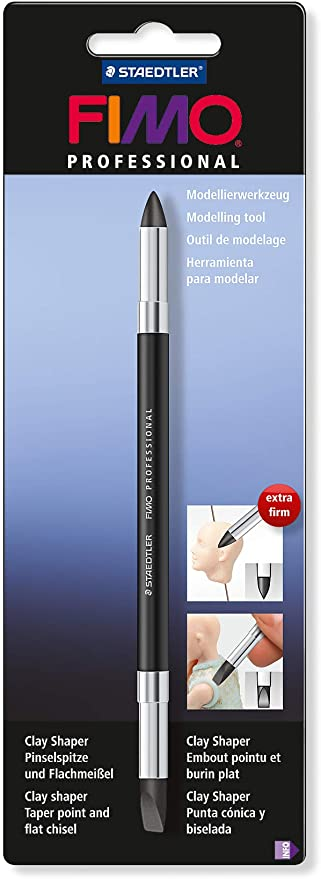 STAEDTLER®
FIMO®
PROFESSIONAL
Modellierwerkzeug
Modelling tool
Outil de modelage
Herramienta
para modelar
STAEDTLER FIMO PROFESSIONAL
extra
firm
Clay Shaper
Pinselspitze
und Flachmeißel
Clay shaper
Taper point and
flat chisel
Clay Shaper
Embout pointu et
burin plat
Clay Shaper
Punta cónica y
biselada
INFO